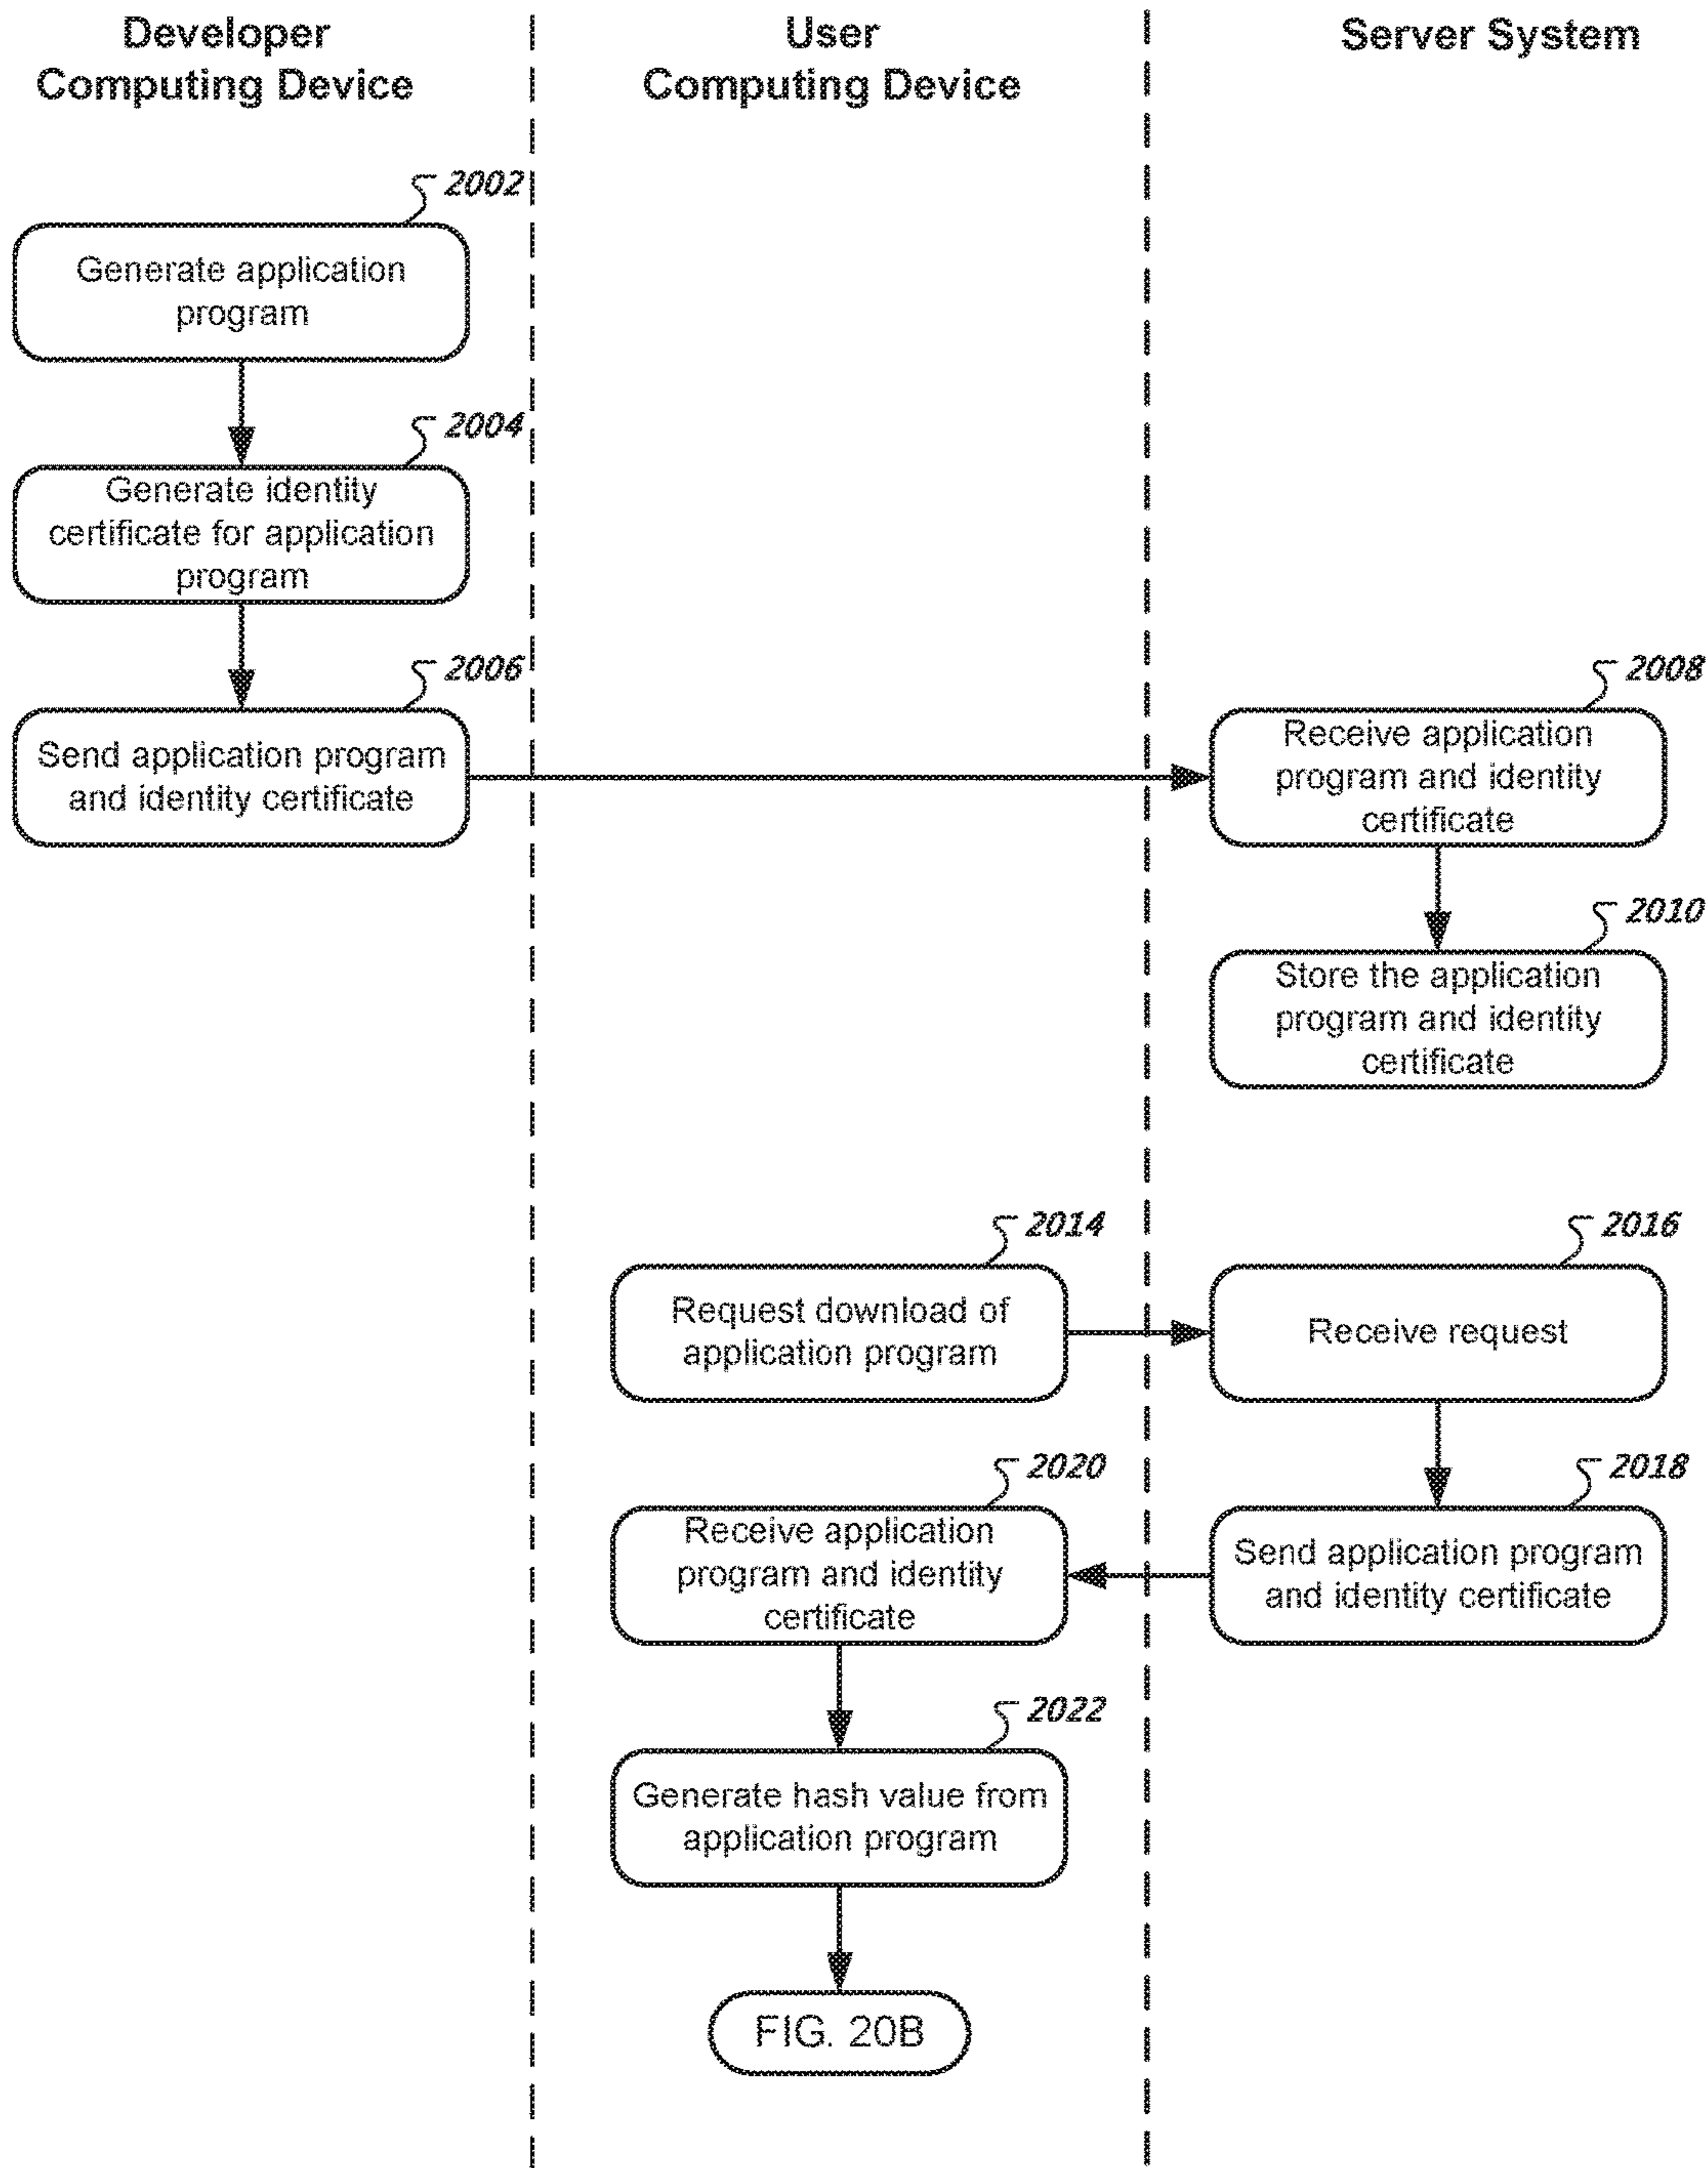 Developer
Computing Device
User
Computing Device
Server System
2002
Generate application
program
2004
Generate identity
certificate for application
program
2006
Send application program
and identity certificate
2008
Receive application
program and identity
certificate
2010
Store the application
program and identity
certificate
2014
Request download of
application program
2016
Receive request
2018
Send application program
and identity certificate
2020
Receive application
program and identity
certificate
2022
Generate hash value from
application program
FIG. 20B